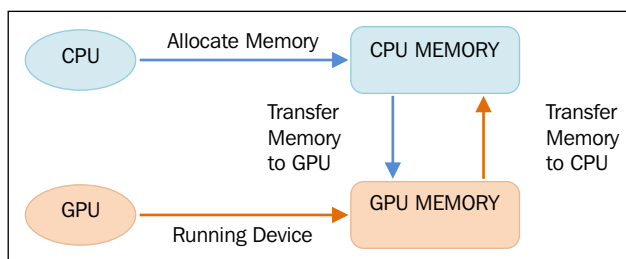 CPU
Allocate Memory
CPU MEMORY
Transfer
Memory
to GPU
Transfer
Memory
to CPU
GPU
Running Device
GPU MEMORY